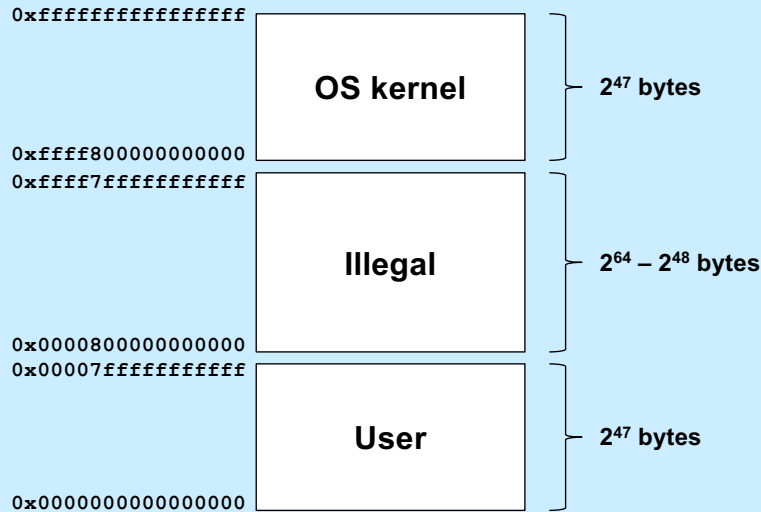 0xffffffffffffffff
OS kernel
2⁴⁷ bytes
0xffff800000000000
0xffff7fffffffffff
Illegal
2⁶⁴ – 2⁴⁸ bytes
0x0000800000000000
0x00007fffffffffff
User
2⁴⁷ bytes
0x0000000000000000